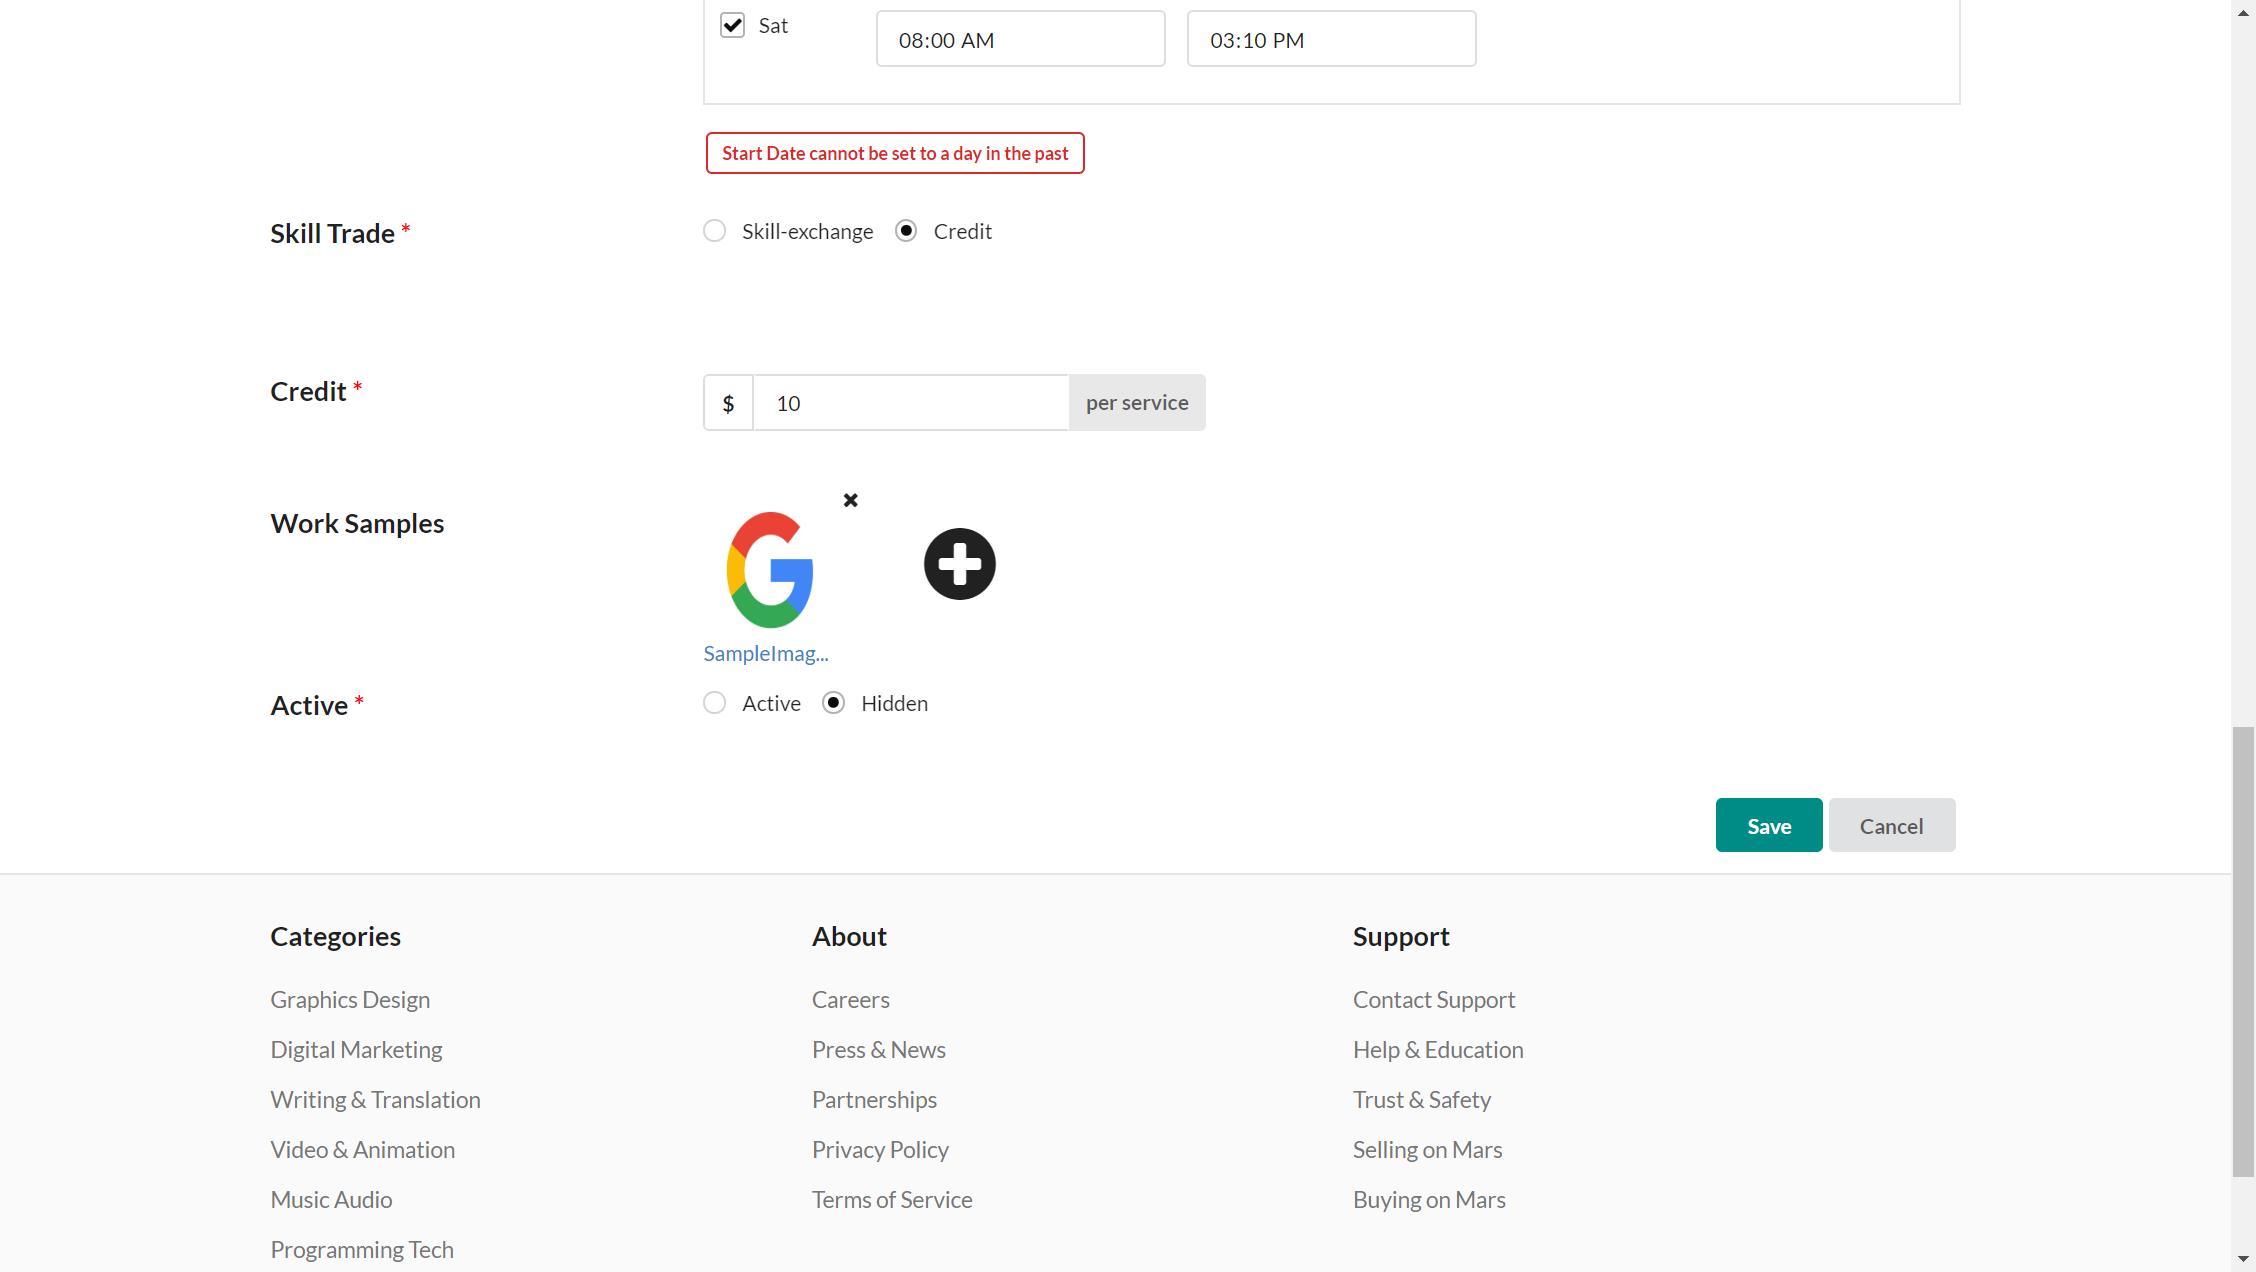 Sat 08:00 AM 03:10 PM
Start Date cannot be set to a day in the past
Skill Trade * Skill-exchange Credit
Credit * $ 10 per service
Work Samples
SampleImag...
Active * Active Hidden
Save Cancel
Categories About Support
Graphics Design Careers Contact Support
Digital Marketing Press & News Help & Education
Writing & Translation Partnerships Trust & Safety
Video & Animation Privacy Policy Selling on Mars
Music Audio Terms of Service Buying on Mars
Programming Tech